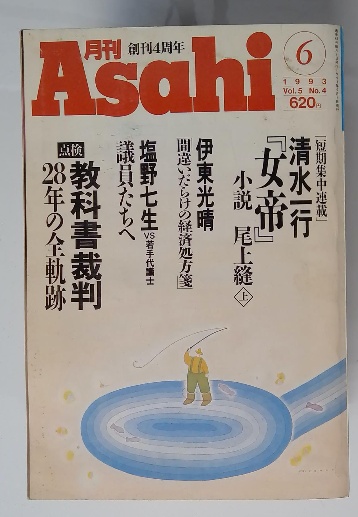 月刊
創刊4周年
Asahi
6
1993
Vol.5 No.4
620円
短期集中連載
清水一行
『女帝』
小説 尾上縫 上
伊東光晴
間違いだらけの経済処方箋
塩野七生 VS若手代議士
議員たちへ
点検
教科書裁判
28年の全軌跡